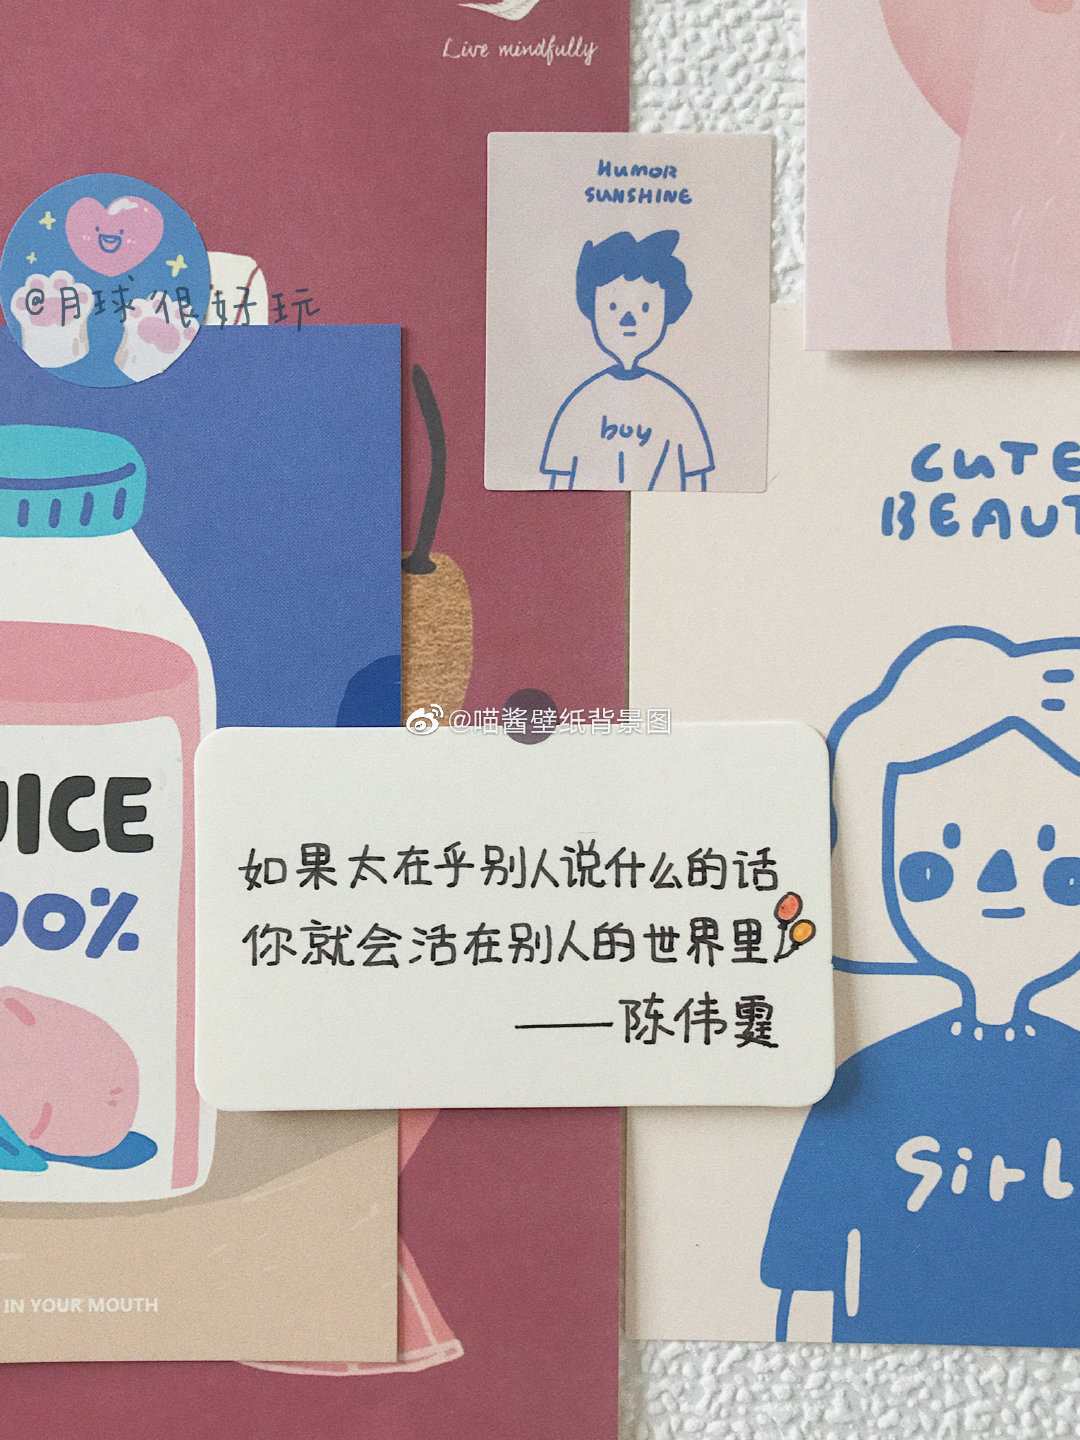 Live mindfully
HUMOR
SUNSHINE
@月球很好玩
boy
CUTE
BEAUT
@喵酱壁纸背景图
UICE
00%
如果太在乎别人说什么的话
你就会活在别人的世界里
——陈伟霆
GirL
IN YOUR MOUTH